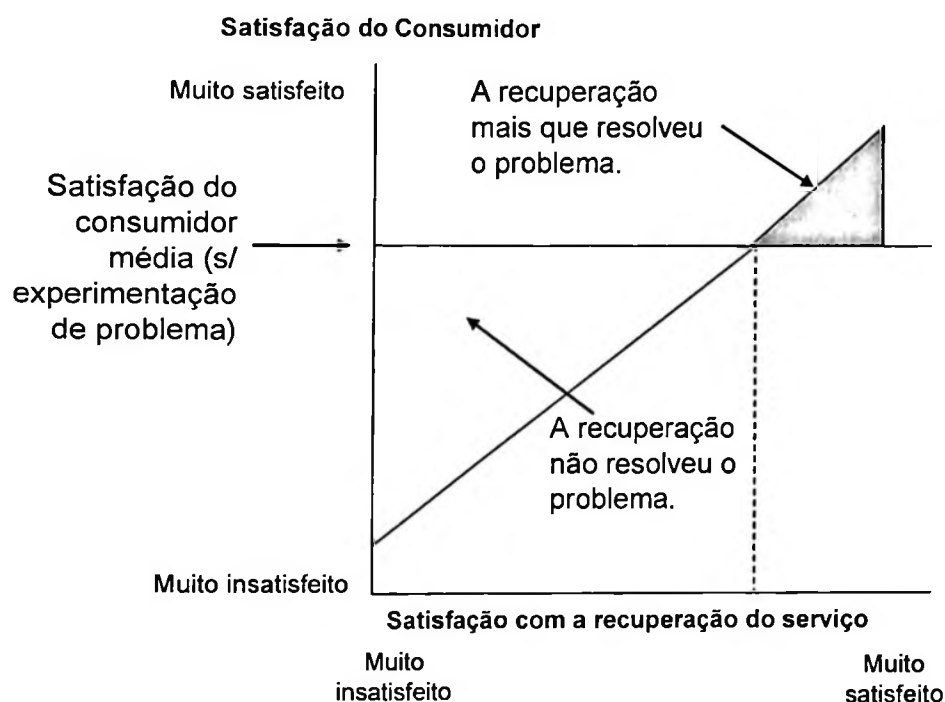 Satisfação do Consumidor
Muito satisfeito
A recuperação
mais que resolveu
o problema.
Satisfação do
consumidor
média (s/
experimentação
de problema)
A recuperação
não resolveu o
problema.
Muito insatisfeito
Satisfação com a recuperação do serviço
Muito
insatisfeito
Muito
satisfeito